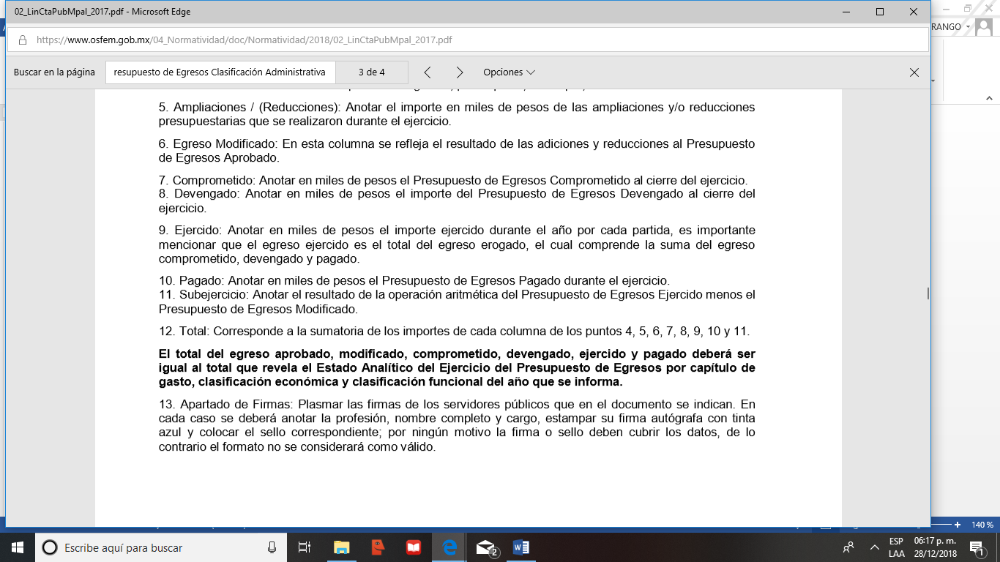 02_LinCtaPubMpal_2017.pdf - Microsoft Edge
RANGO
https://www.osfem.gob.mx/04_Normatividad/doc/Normatividad/2018/02_LinCtaPubMpal_2017.pdf
Buscar en la página resupuesto de Egresos Clasificación Administrativa 3 de 4 Opciones
5. Ampliaciones / (Reducciones): Anotar el importe en miles de pesos de las ampliaciones y/o reducciones
presupuestarias que se realizaron durante el ejercicio.
6. Egreso Modificado: En esta columna se refleja el resultado de las adiciones y reducciones al Presupuesto
de Egresos Aprobado.
7. Comprometido: Anotar en miles de pesos el Presupuesto de Egresos Comprometido al cierre del ejercicio.
8. Devengado: Anotar en miles de pesos el importe del Presupuesto de Egresos Devengado al cierre del
ejercicio.
9. Ejercido: Anotar en miles de pesos el importe ejercido durante el año por cada partida, es importante
mencionar que el egreso ejercido es el total del egreso erogado, el cual comprende la suma del egreso
comprometido, devengado y pagado.
10. Pagado: Anotar en miles de pesos el Presupuesto de Egresos Pagado durante el ejercicio.
11. Subejercicio: Anotar el resultado de la operación aritmética del Presupuesto de Egresos Ejercido menos el
Presupuesto de Egresos Modificado.
12. Total: Corresponde a la sumatoria de los importes de cada columna de los puntos 4, 5, 6, 7, 8, 9, 10 y 11.
El total del egreso aprobado, modificado, comprometido, devengado, ejercido y pagado deberá ser
igual al total que revela el Estado Analítico del Ejercicio del Presupuesto de Egresos por capítulo de
gasto, clasificación económica y clasificación funcional del año que se informa.
13. Apartado de Firmas: Plasmar las firmas de los servidores públicos que en el documento se indican. En
cada caso se deberá anotar la profesión, nombre completo y cargo, estampar su firma autógrafa con tinta
azul y colocar el sello correspondiente; por ningún motivo la firma o sello deben cubrir los datos, de lo
contrario el formato no se considerará como válido.
140 %
Escribe aquí para buscar
2
ESP
LAA
06:17 p. m.
28/12/2018
1